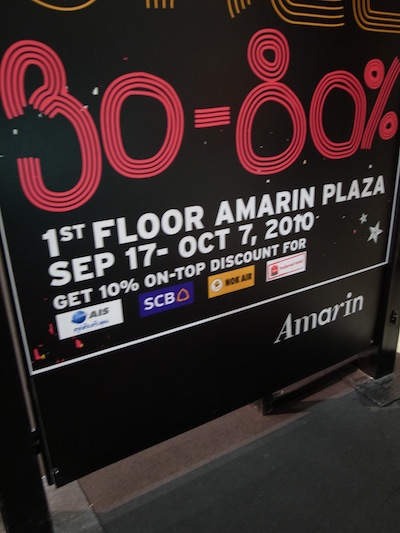 30-80%
1ST FLOOR AMARIN PLAZA
SEP 17- OCT 7, 2010
GET 10% ON-TOP DISCOUNT FOR
AIS SCB NOK AIR
Amarin